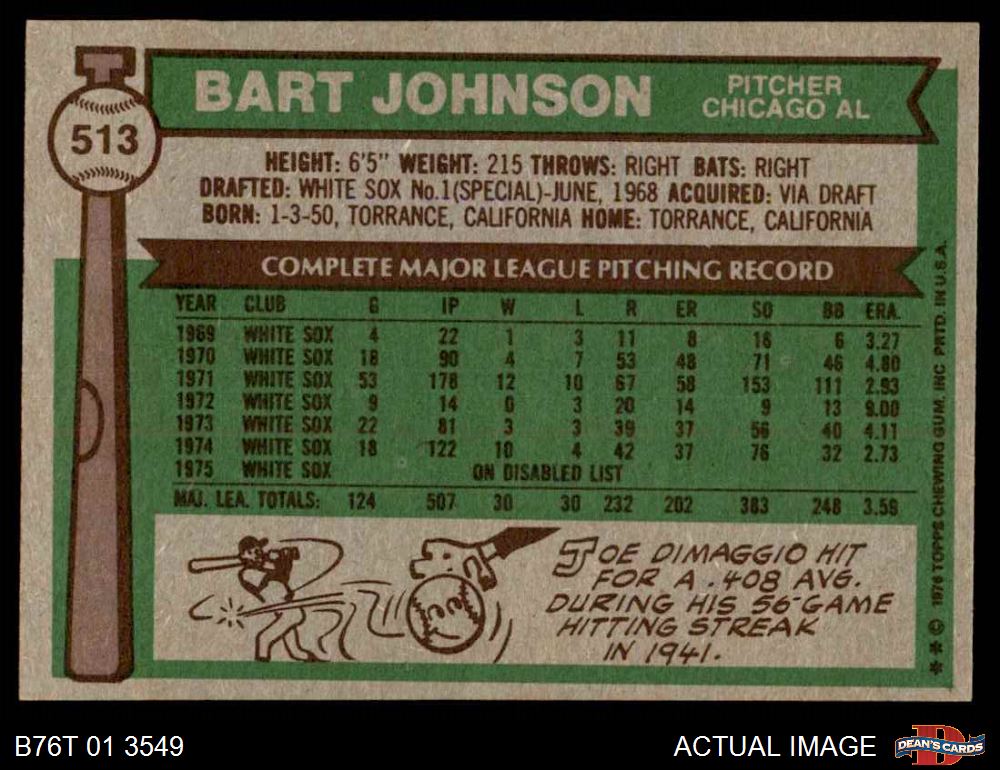 BART JOHNSON
PITCHER
CHICAGO AL
513
HEIGHT: 6'5" WEIGHT: 215 THROWS: RIGHT BATS: RIGHT
DRAFTED: WHITE SOX No.1(SPECIAL)-JUNE, 1968 ACQUIRED: VIA DRAFT
BORN: 1-3-50, TORRANCE, CALIFORNIA HOME: TORRANCE, CALIFORNIA
COMPLETE MAJOR LEAGUE PITCHING RECORD
YEAR CLUB G IP W L R ER SO BB ERA.
1969 WHITE SOX 4 22 1 3 11 8 18 6 3.27
1970 WHITE SOX 18 90 4 7 53 48 71 46 4.80
1971 WHITE SOX 53 178 12 10 67 58 153 111 2.93
1972 WHITE SOX 9 14 0 3 20 14 9 13 9.00
1973 WHITE SOX 22 81 3 3 39 37 56 40 4.11
1974 WHITE SOX 18 122 10 4 42 37 76 32 2.73
1975 WHITE SOX ON DISABLED LIST
MAJ. LEA. TOTALS: 124 507 30 30 232 202 383 248 3.59
JOE DIMAGGIO HIT
FOR A .408 AVG.
DURING HIS 56-GAME
HITTING STREAK
IN 1941.
** © 1976 TOPPS CHEWING GUM, INC PRTD. IN U.S.A.
B76T 01 3549
ACTUAL IMAGE
D
DEAN'S CARDS